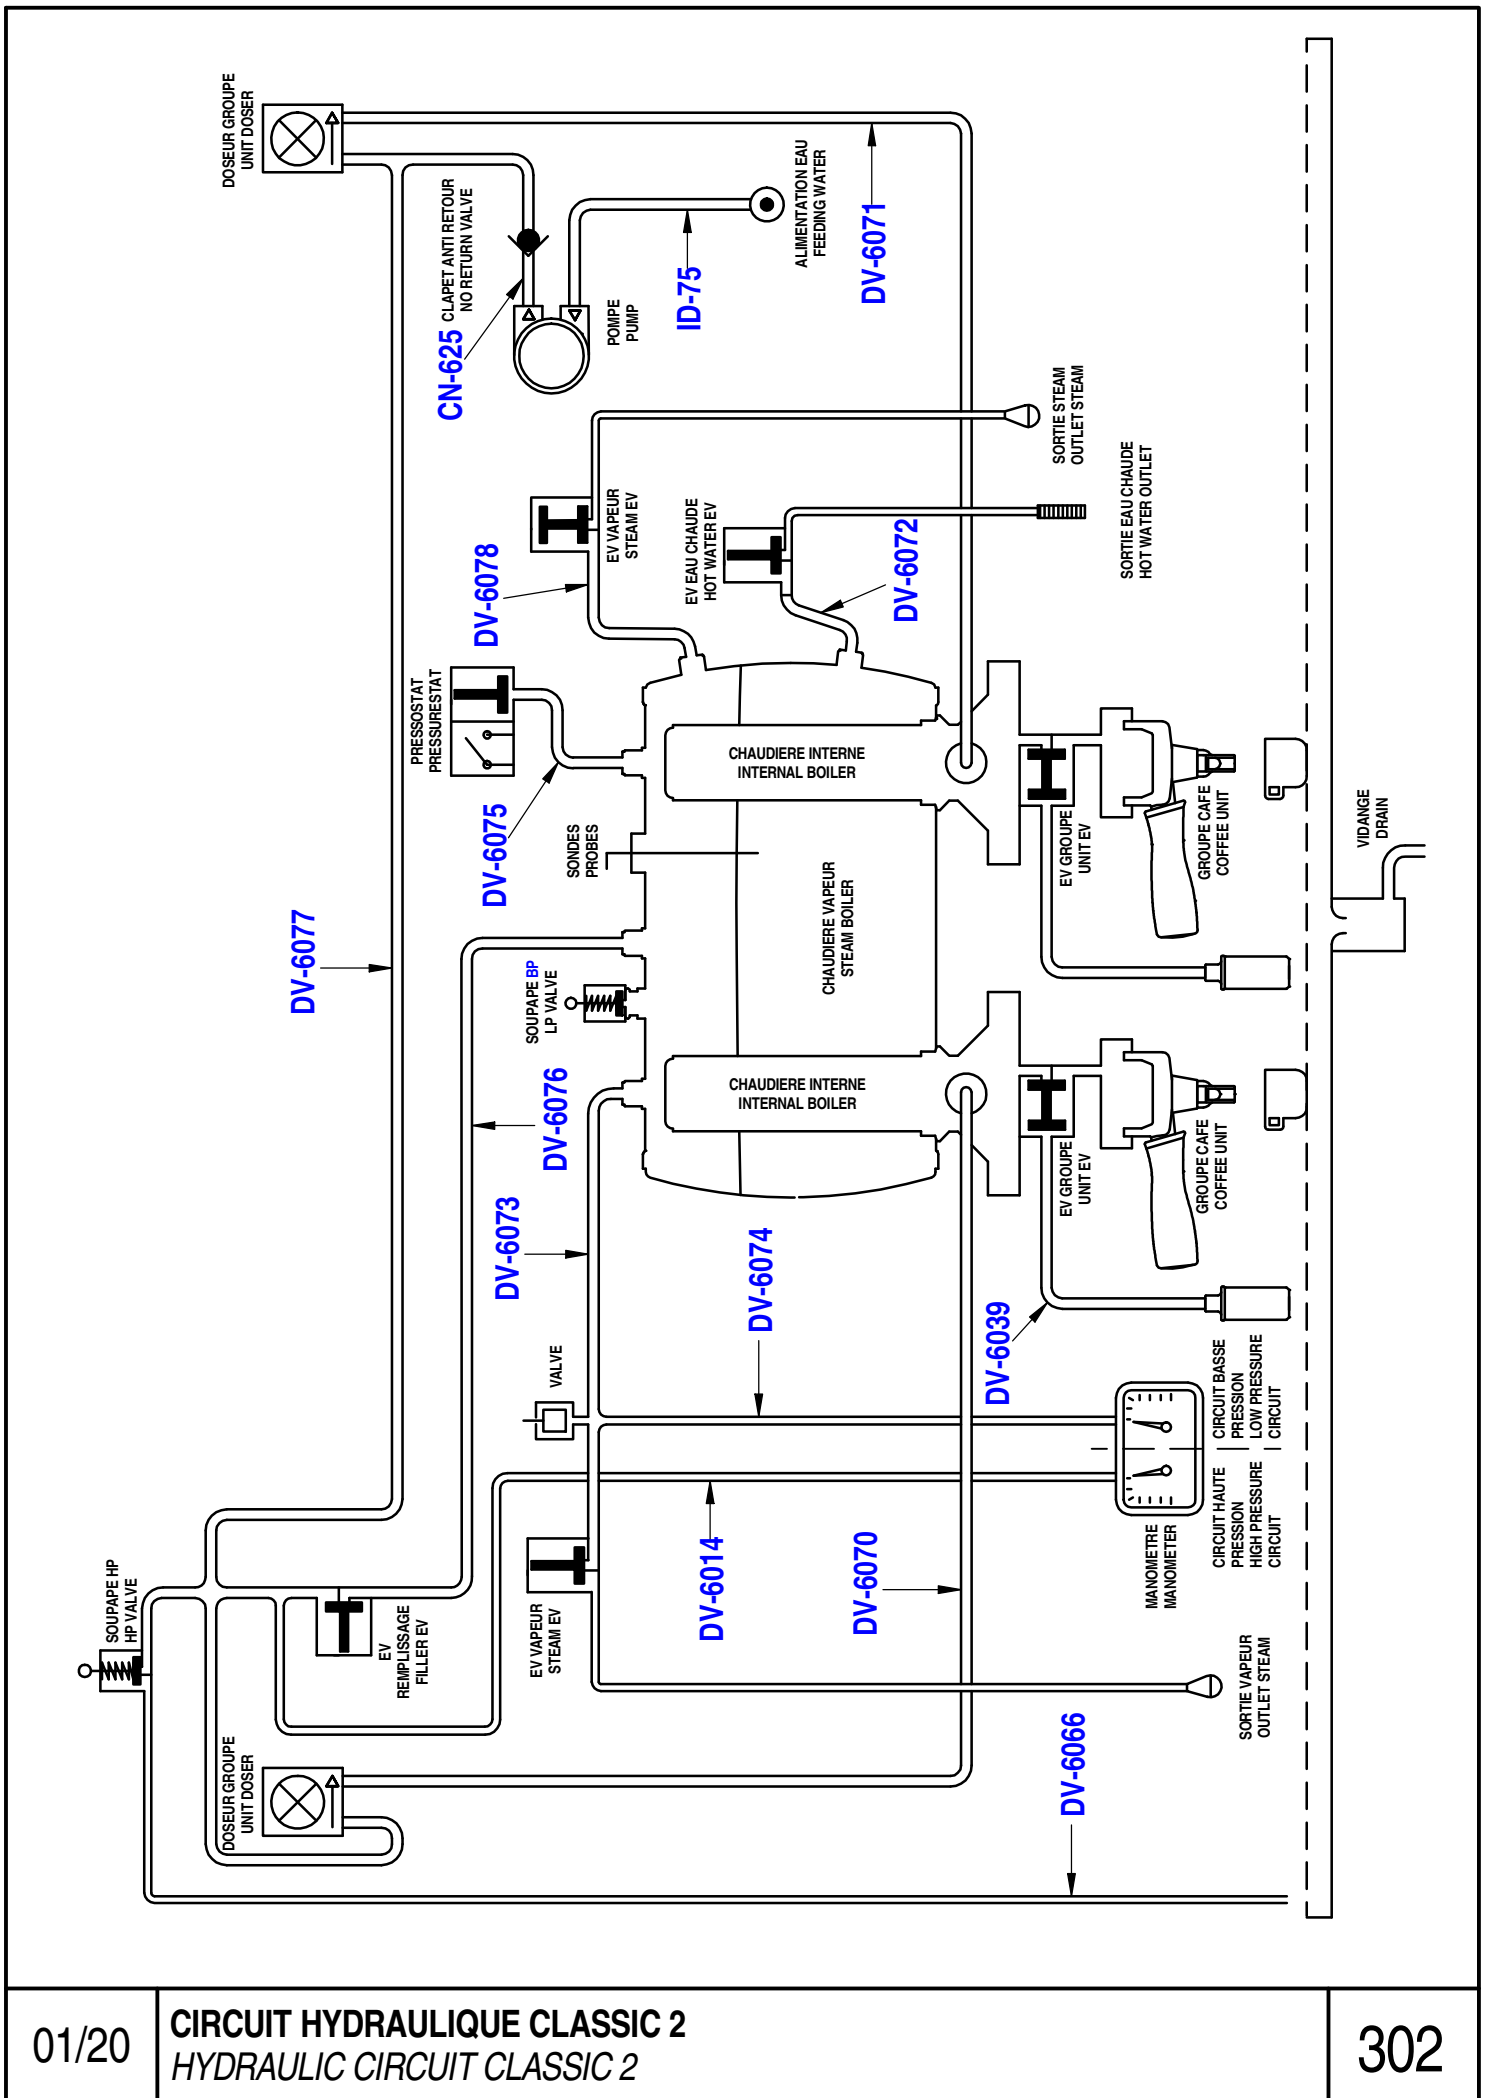 DOSEUR GROUPE
UNIT DOSER
CLAPET ANTI RETOUR
NO RETURN VALVE
CN-625
POMPE
PUMP
ID-75
ALIMENTATION EAU
FEEDING WATER
DV-6071
EV VAPEUR
STEAM EV
DV-6078
EV EAU CHAUDE
HOT WATER EV
DV-6072
SORTIE STEAM
OUTLET STEAM
SORTIE EAU CHAUDE
HOT WATER OUTLET
PRESSOSTAT
PRESSURESTAT
DV-6075
SONDES
PROBES
DV-6077
SOUPAPE BP
LP VALVE
DV-6076
CHAUDIERE INTERNE
INTERNAL BOILER
CHAUDIERE VAPEUR
STEAM BOILER
CHAUDIERE INTERNE
INTERNAL BOILER
EV GROUPE
UNIT EV
GROUPE CAFE
COFFEE UNIT
VIDANGE
DRAIN
EV GROUPE
UNIT EV
GROUPE CAFE
COFFEE UNIT
DV-6073
DV-6074
DV-6039
VALVE
CIRCUIT BASSE
PRESSION
LOW PRESSURE
CIRCUIT
CIRCUIT HAUTE
PRESSION
HIGH PRESSURE
CIRCUIT
MANOMETRE
MANOMETER
DV-6014
DV-6070
SOUPAPE HP
HP VALVE
EV
REMPLISSAGE
FILLER EV
EV VAPEUR
STEAM EV
SORTIE VAPEUR
OUTLET STEAM
DOSEUR GROUPE
UNIT DOSER
DV-6066
01/20
CIRCUIT HYDRAULIQUE CLASSIC 2
HYDRAULIC CIRCUIT CLASSIC 2
302